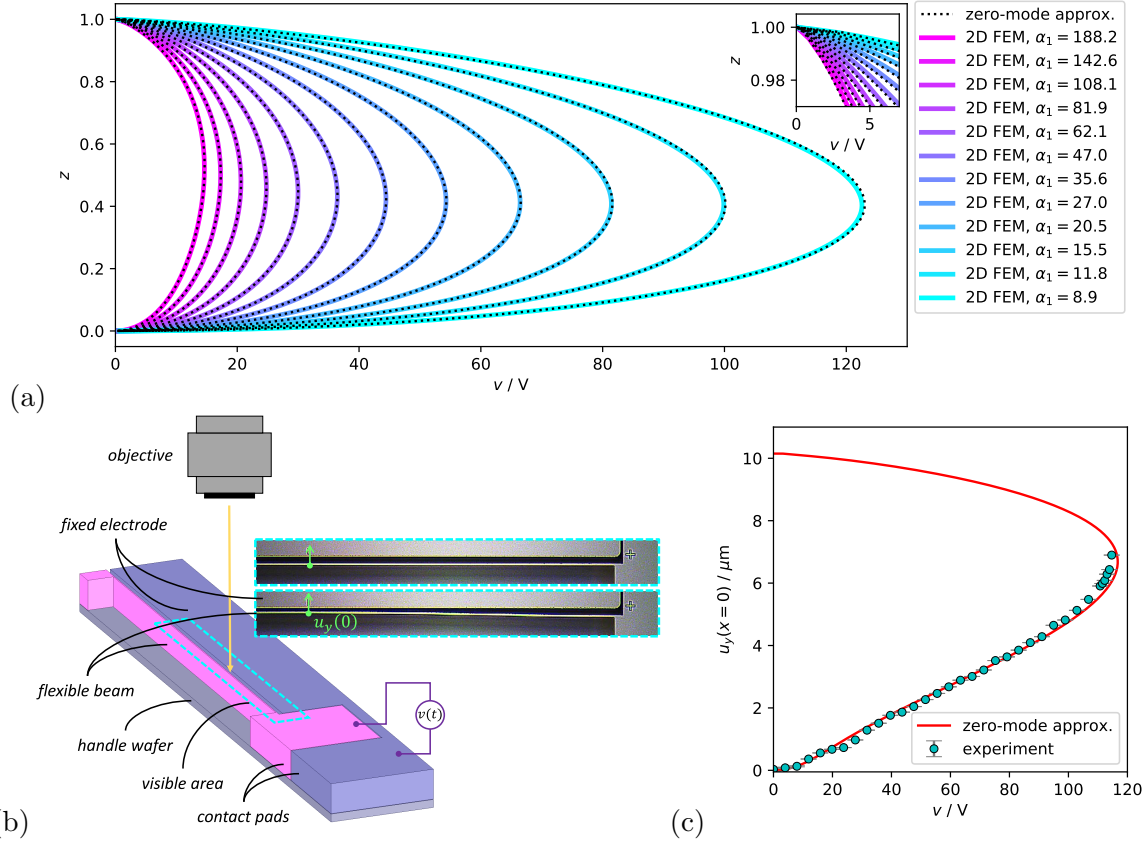 1.0
0.8
0.6
0.4
0.2
0.0
z
0 20 40 60 80 100 120
v / V
1.00
0.98
z
0 5
v / V
zero-mode approx.
2D FEM, α₁ = 188.2
2D FEM, α₁ = 142.6
2D FEM, α₁ = 108.1
2D FEM, α₁ = 81.9
2D FEM, α₁ = 62.1
2D FEM, α₁ = 47.0
2D FEM, α₁ = 35.6
2D FEM, α₁ = 27.0
2D FEM, α₁ = 20.5
2D FEM, α₁ = 15.5
2D FEM, α₁ = 11.8
2D FEM, α₁ = 8.9
(a)
objective
fixed electrode
u_y(0)
flexible beam
handle wafer
visible area
contact pads
v(t)
b)
10
8
6
4
2
0
u_y(x = 0) / μm
zero-mode approx.
experiment
0 20 40 60 80 100 120
v / V
(c)